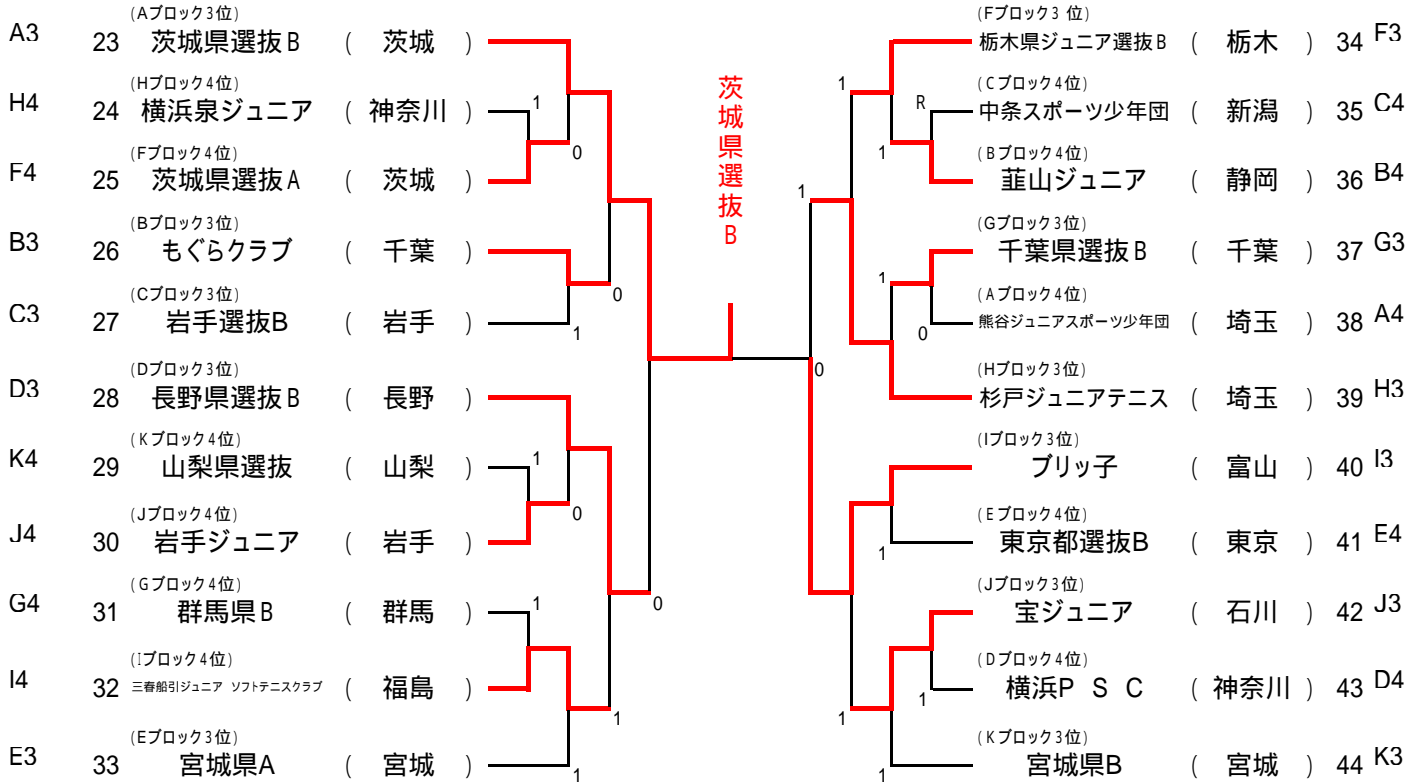 (Aブロック3位)
A3 23 茨城県選抜B ( 茨城 )
(Hブロック4位)
H4 24 横浜泉ジュニア ( 神奈川 ) 1
0
(Fブロック4位)
F4 25 茨城県選抜A ( 茨城 )
(Bブロック3位)
B3 26 もぐらクラブ ( 千葉 )
0
(Cブロック3位)
C3 27 岩手選抜B ( 岩手 ) 1
(Dブロック3位)
D3 28 長野県選抜B ( 長野 )
(Kブロック4位)
K4 29 山梨県選抜 ( 山梨 ) 1
0
(Jブロック4位)
J4 30 岩手ジュニア ( 岩手 )
(Gブロック4位)
G4 31 群馬県B ( 群馬 ) 1
0
(Iブロック4位)
I4 32 三春船引ジュニア ソフトテニスクラブ ( 福島 )
1
(Eブロック3位)
E3 33 宮城県A ( 宮城 ) 1
茨城県選抜B
(Fブロック3 位)
栃木県ジュニア選抜B ( 栃木 ) 34 F3
1
(Cブロック4位)
R 中条スポーツ少年団 ( 新潟 ) 35 C4
1
(Bブロック4位)
韮山ジュニア ( 静岡 ) 36 B4
1
(Gブロック3位)
千葉県選抜B ( 千葉 ) 37 G3
1
(Aブロック4位)
0 熊谷ジュニアスポーツ少年団 ( 埼玉 ) 38 A4
0
(Hブロック3位)
杉戸ジュニアテニス ( 埼玉 ) 39 H3
(Iブロック3位)
ブリッ子 ( 富山 ) 40 I3
(Eブロック4位)
1 東京都選抜B ( 東京 ) 41 E4
(Jブロック3位)
宝ジュニア ( 石川 ) 42 J3
(Dブロック4位)
1 横浜P S C ( 神奈川 ) 43 D4
1
(Kブロック3位)
1 宮城県B ( 宮城 ) 44 K3